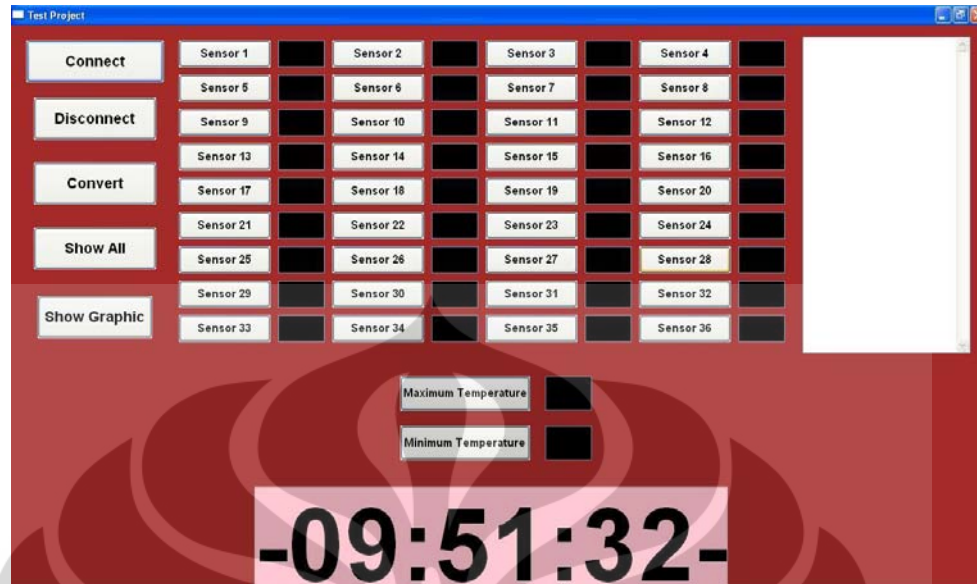 Test Project
Connect
Disconnect
Convert
Show All
Show Graphic
Sensor 1 Sensor 2 Sensor 3 Sensor 4
Sensor 5 Sensor 6 Sensor 7 Sensor 8
Sensor 9 Sensor 10 Sensor 11 Sensor 12
Sensor 13 Sensor 14 Sensor 15 Sensor 16
Sensor 17 Sensor 18 Sensor 19 Sensor 20
Sensor 21 Sensor 22 Sensor 23 Sensor 24
Sensor 25 Sensor 26 Sensor 27 Sensor 28
Sensor 29 Sensor 30 Sensor 31 Sensor 32
Sensor 33 Sensor 34 Sensor 35 Sensor 36
Maximum Temperature
Minimum Temperature
-09:51:32-